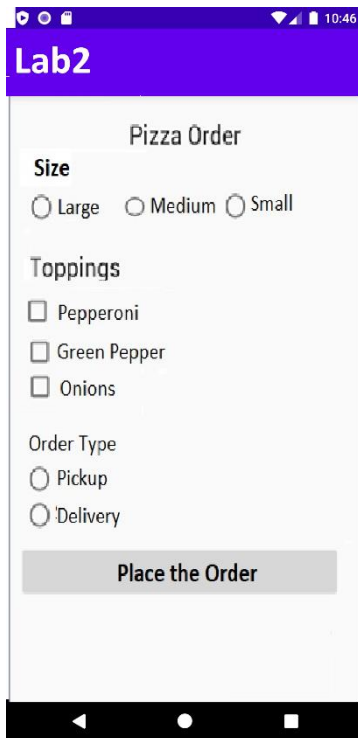 10:46
Lab2
Pizza Order
Size
Large Medium Small
Toppings
Pepperoni
Green Pepper
Onions
Order Type
Pickup
Delivery
Place the Order